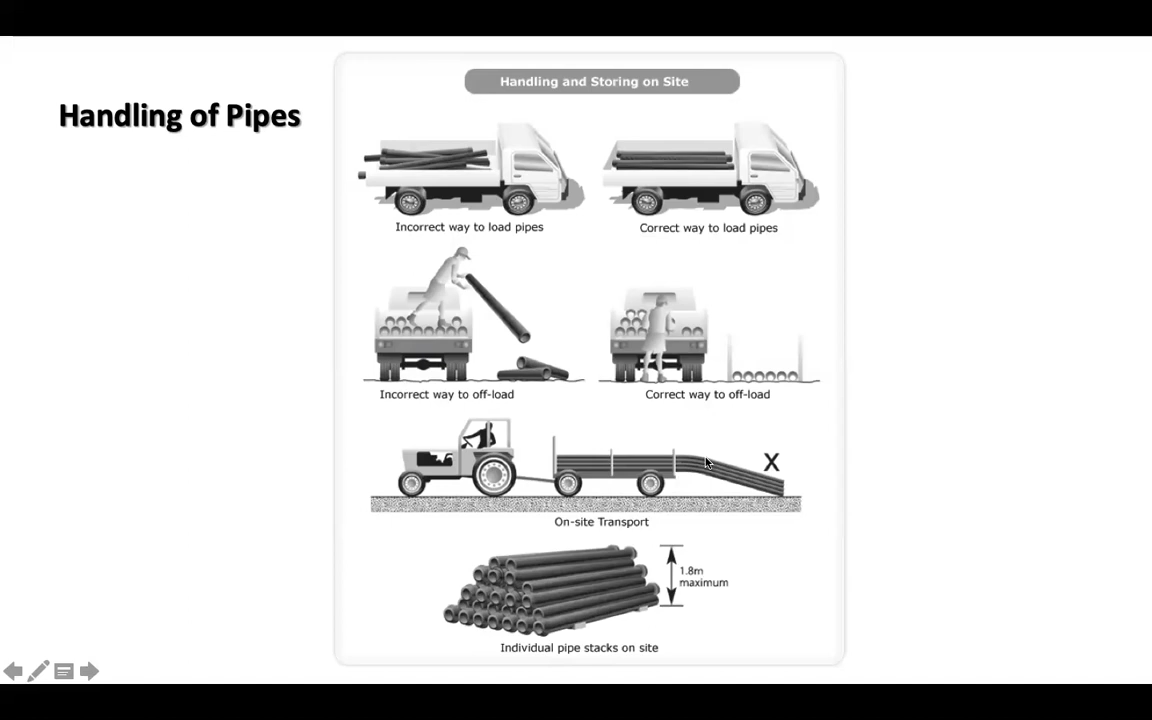 Handling of Pipes
Handling and Storing on Site
Incorrect way to load pipes
Correct way to load pipes
Incorrect way to off-load
Correct way to off-load
X
On-site Transport
1.8m
maximum
Individual pipe stacks on site